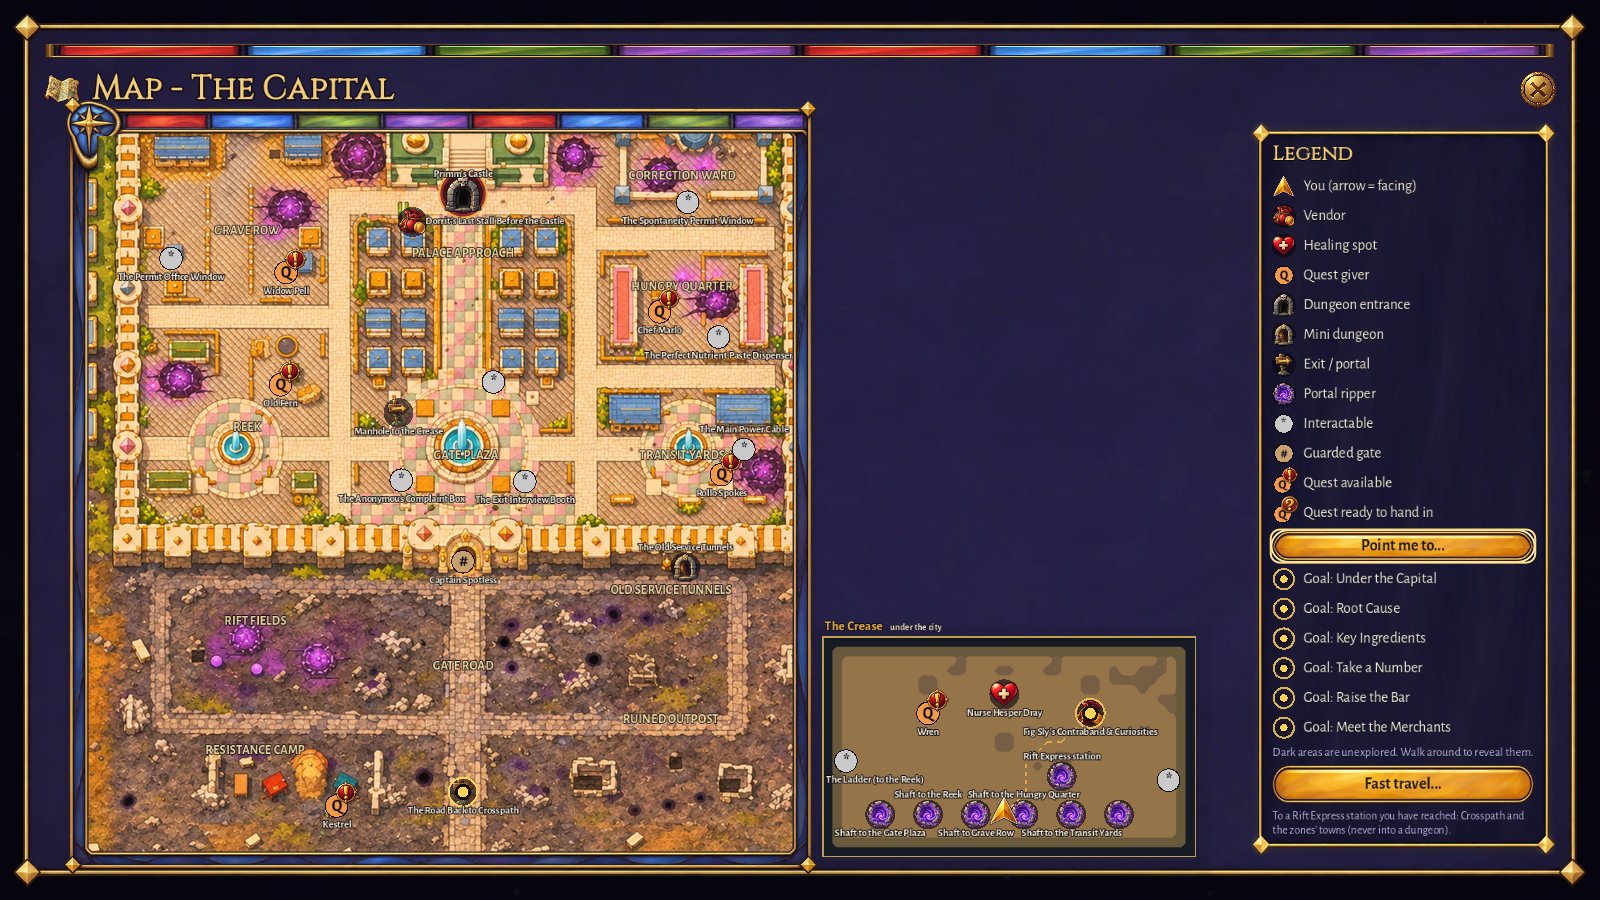 Map - The Capital
Primm's Castle
CORRECTION WARD
Dorrit's Last Stall Before the Castle
The Spontaneity Permit Window
GRAVE ROW
PALACE APPROACH
The Permit Office Window
Widow Pell
HUNGRY QUARTER
Chef Marlo
The Perfect Nutrient Paste Dispenser
Old Fern
REEK
Manhole to the Crease
The Main Power Cable
GATE PLAZA
TRANSIT YARDS
The Anonymous Complaint Box
The Exit Interview Booth
Rollo Spokes
The Old Service Tunnels
Captain Spotless
OLD SERVICE TUNNELS
RIFT FIELDS
GATE ROAD
RUINED OUTPOST
RESISTANCE CAMP
The Road Back to Crosspath
Kestrel
The Crease under the city
Nurse Hesper Dray
Wren
Fig Sly's Contraband & Curiosities
Rift Express station
The Ladder (to the Reek)
Shaft to the Reek
Shaft to the Hungry Quarter
Shaft to the Gate Plaza
Shaft to Grave Row
Shaft to the Transit Yards
Legend
You (arrow = facing)
Vendor
Healing spot
Quest giver
Dungeon entrance
Mini dungeon
Exit / portal
Portal ripper
Interactable
Guarded gate
Quest available
Quest ready to hand in
Point me to...
Goal: Under the Capital
Goal: Root Cause
Goal: Key Ingredients
Goal: Take a Number
Goal: Raise the Bar
Goal: Meet the Merchants
Dark areas are unexplored. Walk around to reveal them.
Fast travel...
To a Rift Express station you have reached: Crosspath and
the zones' towns (never into a dungeon).